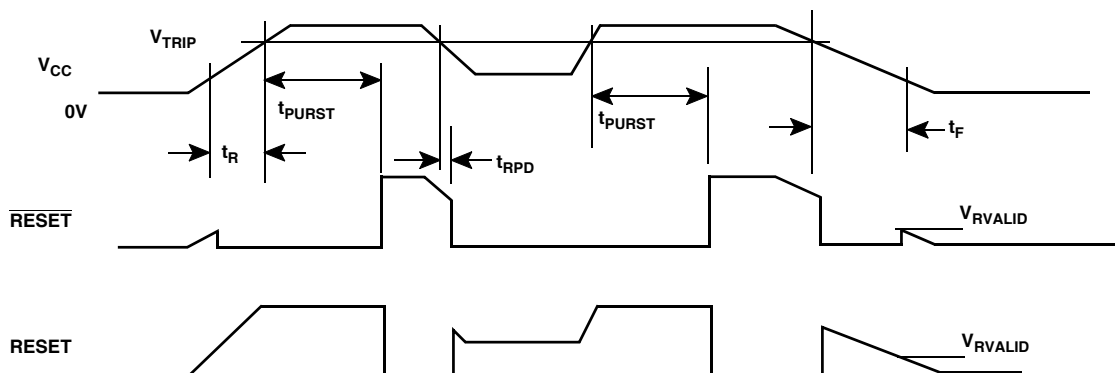 VTRIP
VCC
0V
tPURST
tPURST
tR
tF
tRPD
RESET
VRVALID
RESET
VRVALID